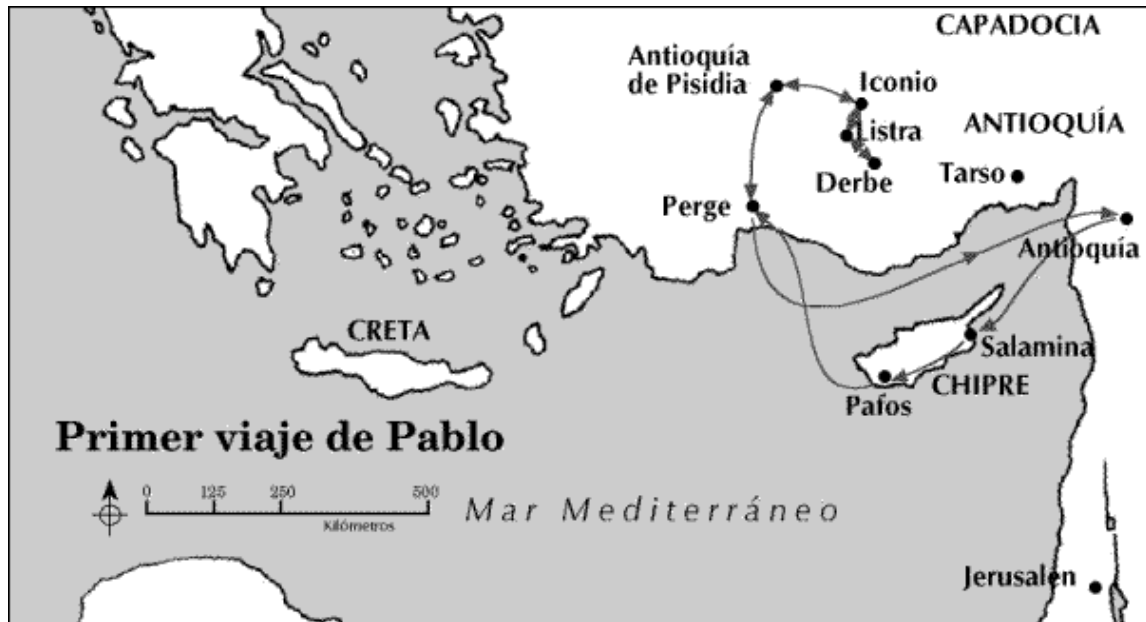 CAPADOCIA
Antioquía
de Pisidia
Iconio
ANTIOQUÍA
Listra
Tarso
Derbe
Perge
Antioquía
CRETA
Salamina
CHIPRE
Pafos
Primer viaje de Pablo
0 125 250 500
Kilómetros
Mar Mediterráneo
Jerusalén